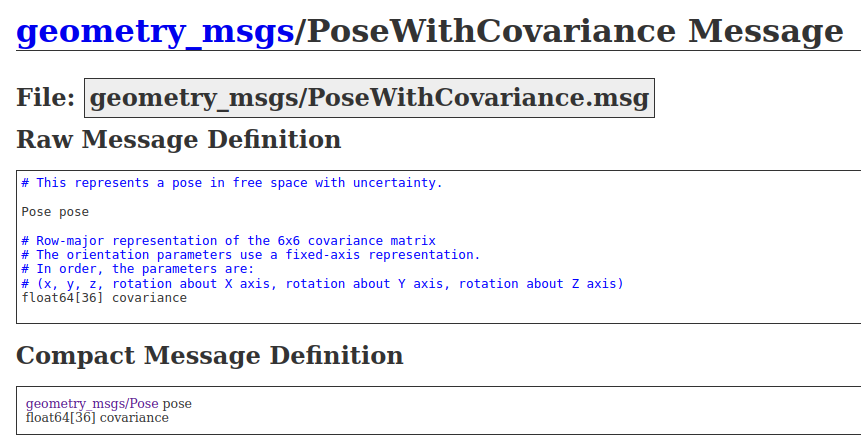 geometry_msgs/PoseWithCovariance Message
File: geometry_msgs/PoseWithCovariance.msg
Raw Message Definition
# This represents a pose in free space with uncertainty.
Pose pose
# Row-major representation of the 6x6 covariance matrix
# The orientation parameters use a fixed-axis representation.
# In order, the parameters are:
# (x, y, z, rotation about X axis, rotation about Y axis, rotation about Z axis)
float64[36] covariance
Compact Message Definition
geometry_msgs/Pose pose
float64[36] covariance